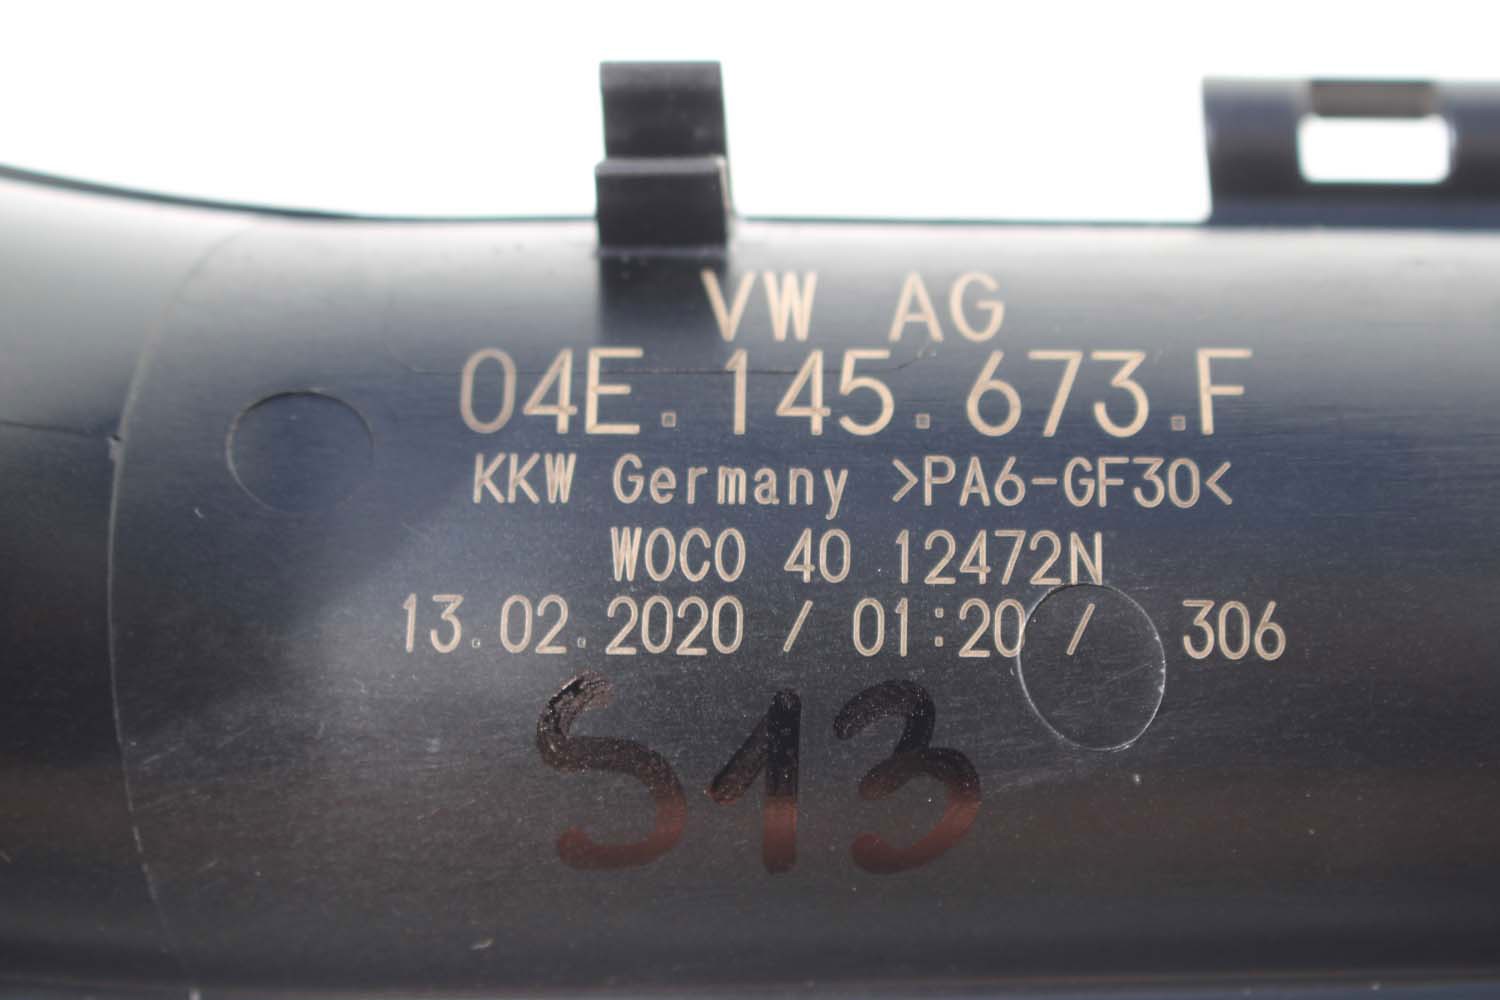 VW AG
04E.145.673.F
KKW Germany >PA6-GF30<
WOCO 40 12472N
13.02.2020 / 01:20 / 306
S13